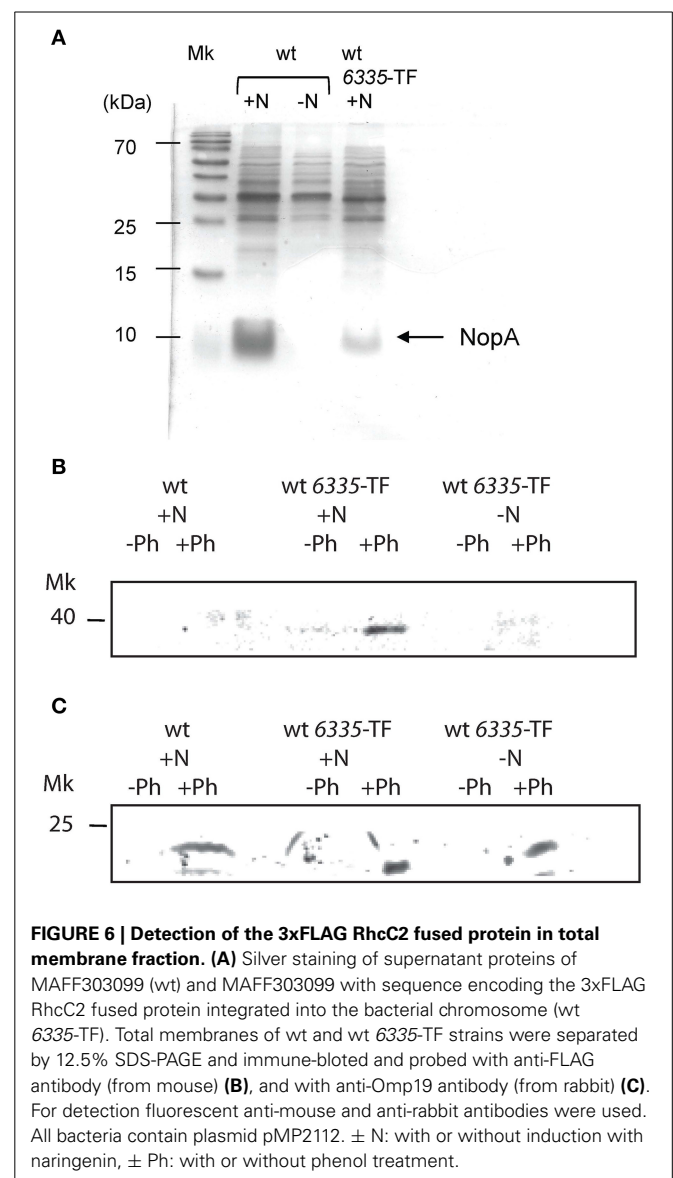 A
Mk wt wt
6335-TF
(kDa) +N -N +N
70
25
15
10 NopA
B
wt wt 6335-TF wt 6335-TF
+N +N -N
-Ph +Ph -Ph +Ph -Ph +Ph
Mk
40
C
wt wt 6335-TF wt 6335-TF
+N +N -N
Mk -Ph +Ph -Ph +Ph -Ph +Ph
25
FIGURE 6 | Detection of the 3xFLAG RhcC2 fused protein in total
membrane fraction. (A) Silver staining of supernatant proteins of
MAFF303099 (wt) and MAFF303099 with sequence encoding the 3xFLAG
RhcC2 fused protein integrated into the bacterial chromosome (wt
6335-TF). Total membranes of wt and wt 6335-TF strains were separated
by 12.5% SDS-PAGE and immune-bloted and probed with anti-FLAG
antibody (from mouse) (B), and with anti-Omp19 antibody (from rabbit) (C).
For detection fluorescent anti-mouse and anti-rabbit antibodies were used.
All bacteria contain plasmid pMP2112. ± N: with or without induction with
naringenin, ± Ph: with or without phenol treatment.